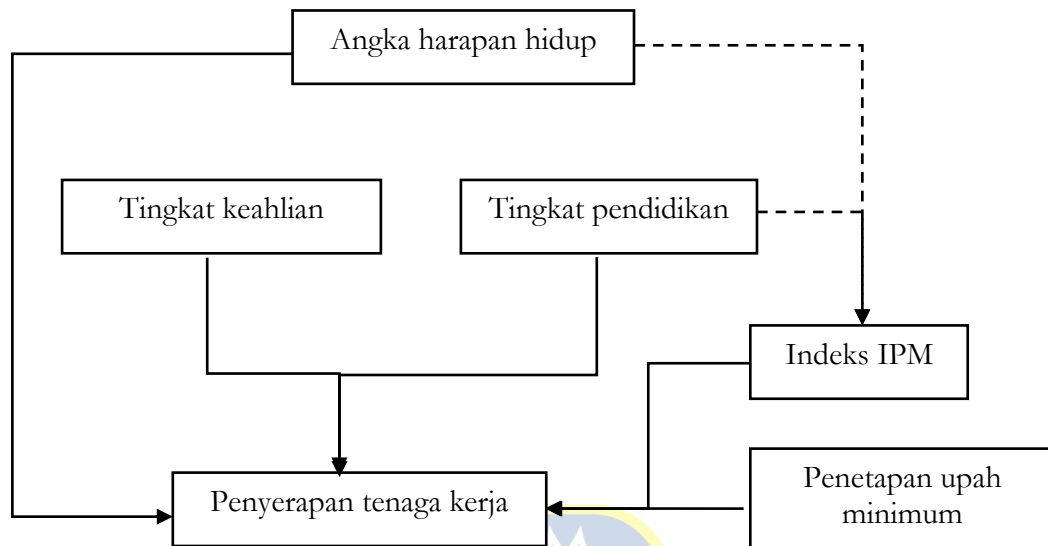 Angka harapan hidup
Tingkat keahlian
Tingkat pendidikan
Indeks IPM
Penyerapan tenaga kerja
Penetapan upah
minimum